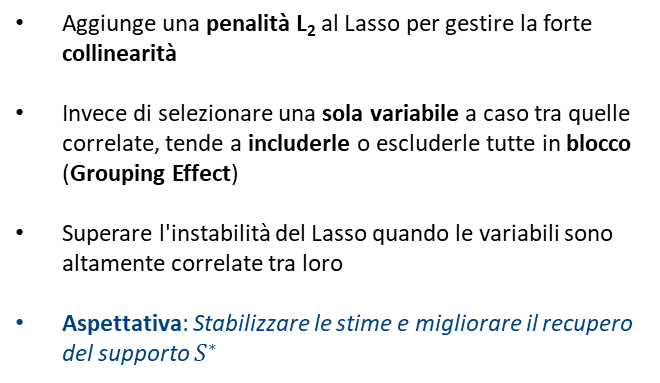 • Aggiunge una penalità L₂ al Lasso per gestire la forte
collinearità
• Invece di selezionare una sola variabile a caso tra quelle
correlate, tende a includerle o escluderle tutte in blocco
(Grouping Effect)
• Superare l'instabilità del Lasso quando le variabili sono
altamente correlate tra loro
• Aspettativa: Stabilizzare le stime e migliorare il recupero
del supporto S*